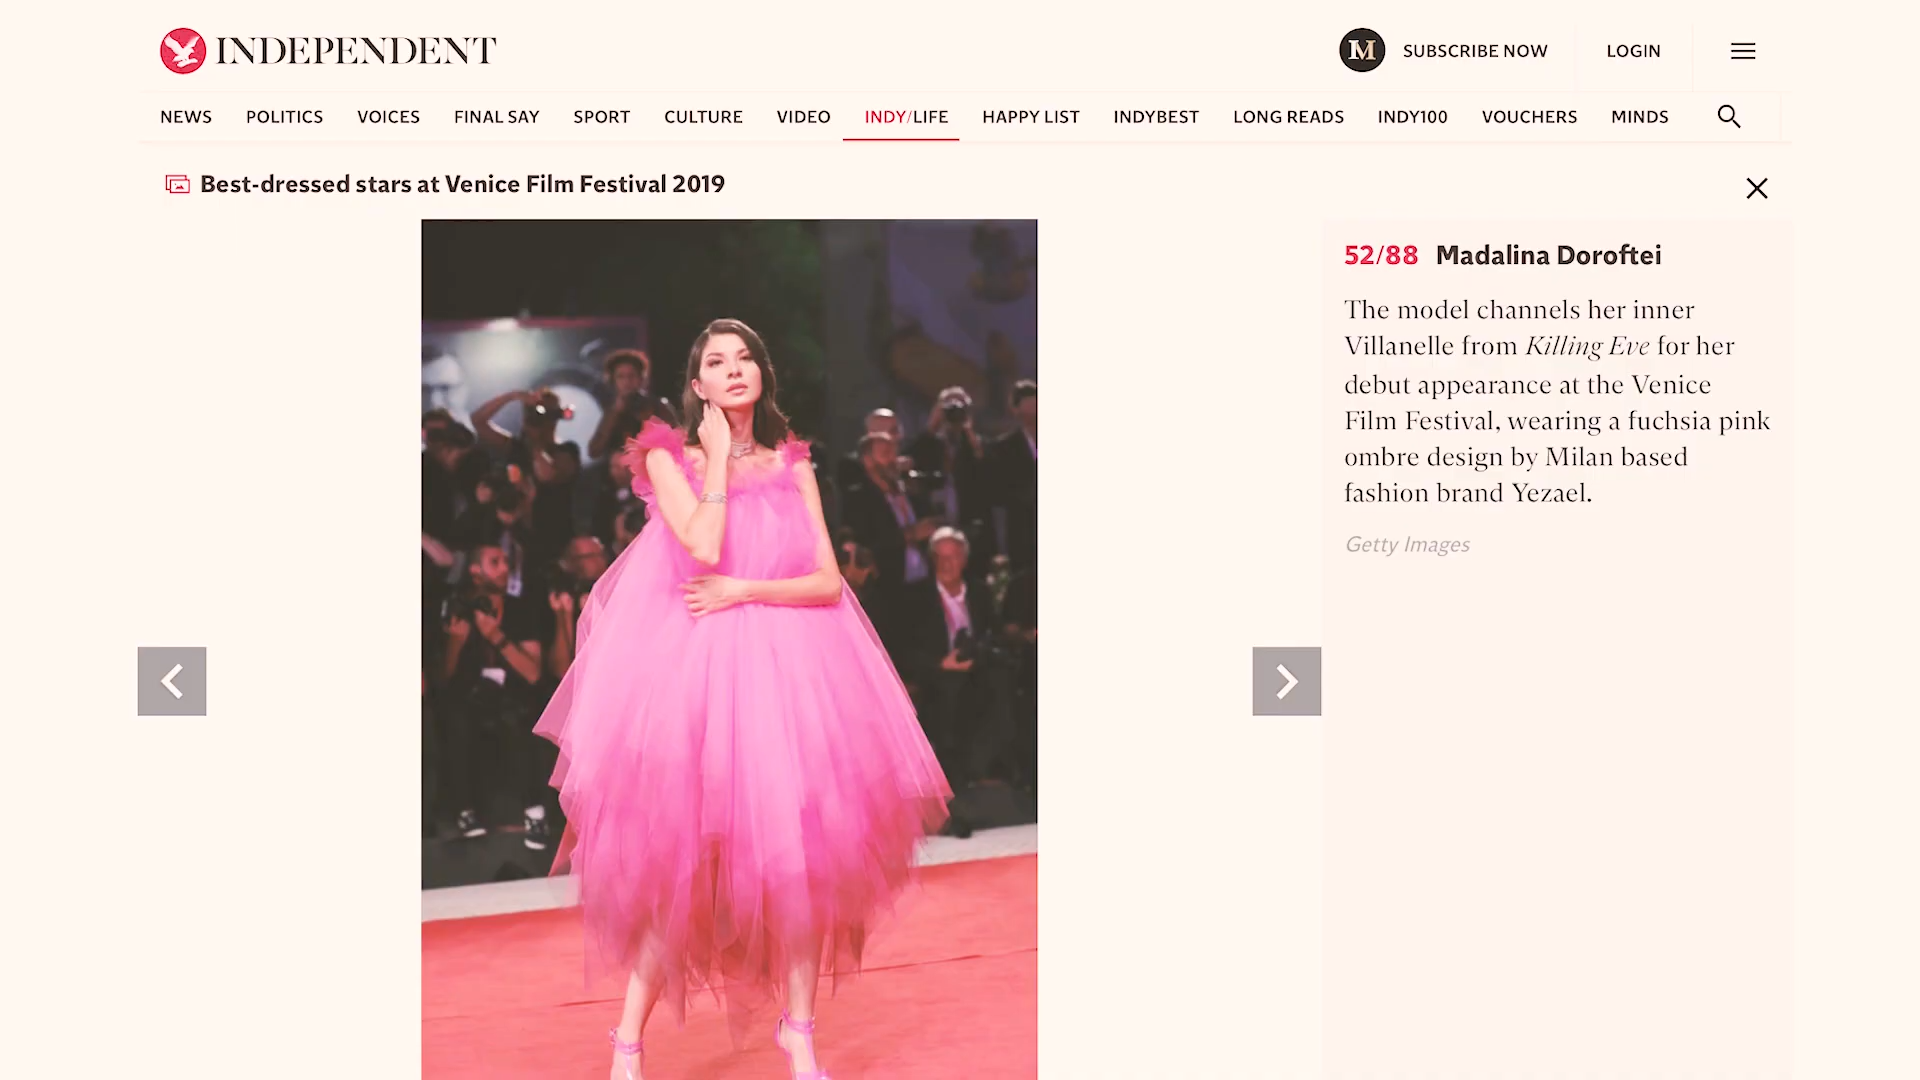 INDEPENDENT
M SUBSCRIBE NOW LOGIN
NEWS POLITICS VOICES FINAL SAY SPORT CULTURE VIDEO INDY/LIFE HAPPY LIST INDYBEST LONG READS INDY100 VOUCHERS MINDS
Best-dressed stars at Venice Film Festival 2019
52/88 Madalina Doroftei
The model channels her inner
Villanelle from Killing Eve for her
debut appearance at the Venice
Film Festival, wearing a fuchsia pink
ombre design by Milan based
fashion brand Yezael.
Getty Images